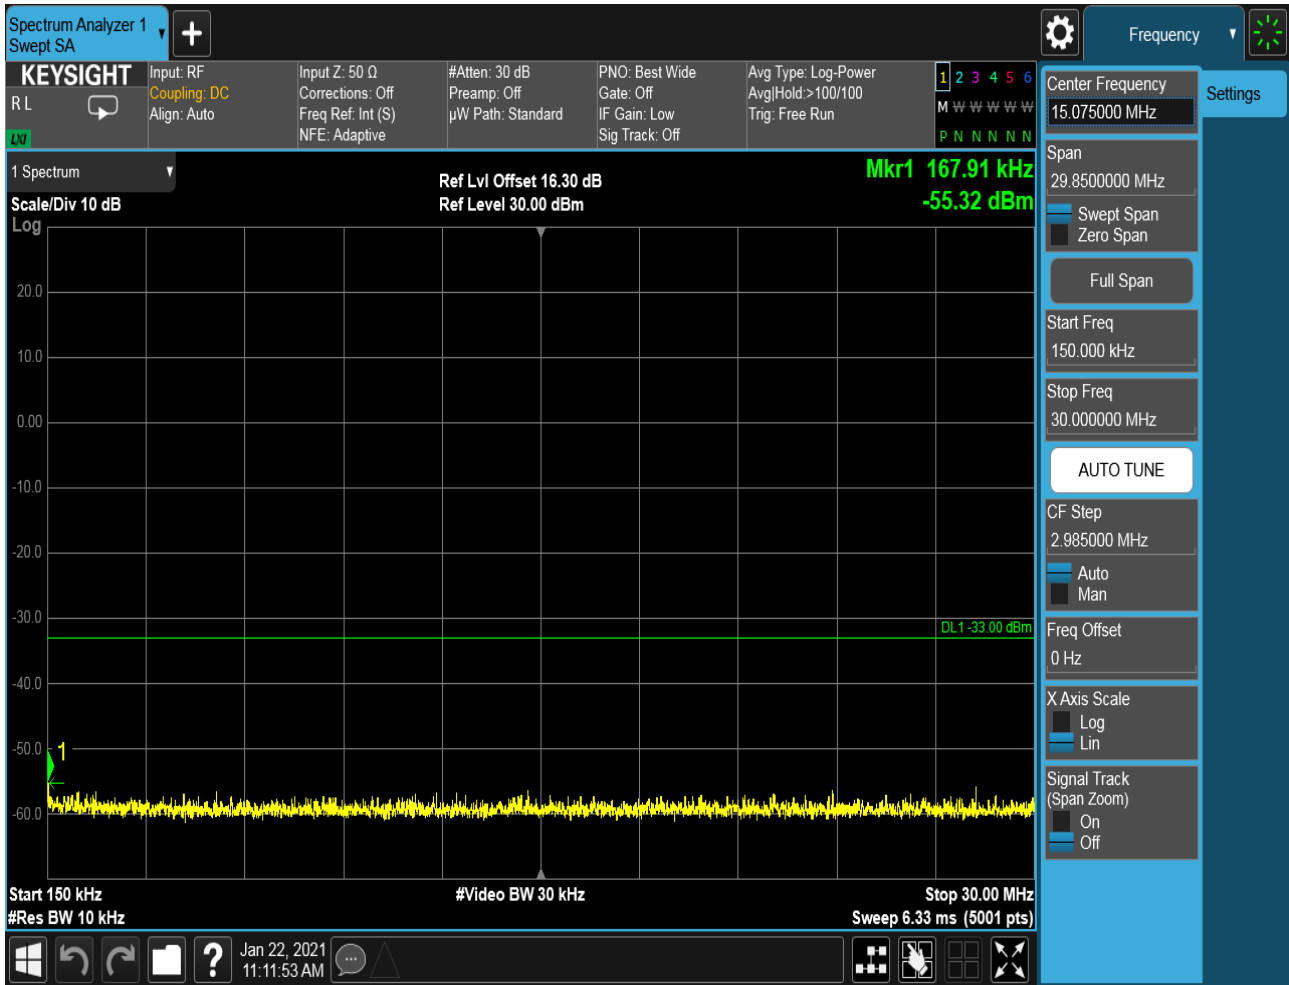 Spectrum Analyzer 1
Swept SA
Frequency
KEYSIGHT
R L
LXI
Input: RF
Coupling: DC
Align: Auto
Input Z: 50 Ω
Corrections: Off
Freq Ref: Int (S)
NFE: Adaptive
#Atten: 30 dB
Preamp: Off
µW Path: Standard
PNO: Best Wide
Gate: Off
IF Gain: Low
Sig Track: Off
Avg Type: Log-Power
Avg|Hold:>100/100
Trig: Free Run
1 2 3 4 5 6
M W W W W W
P N N N N N
1 Spectrum
Scale/Div 10 dB
Log
Ref Lvl Offset 16.30 dB
Ref Level 30.00 dBm
Mkr1 167.91 kHz
-55.32 dBm
20.0
10.0
0.00
-10.0
-20.0
-30.0
DL1 -33.00 dBm
-40.0
-50.0
1
-60.0
Start 150 kHz
#Video BW 30 kHz
Stop 30.00 MHz
#Res BW 10 kHz
Sweep 6.33 ms (5001 pts)
Jan 22, 2021
11:11:53 AM
?
Center Frequency
15.075000 MHz
Settings
Span
29.8500000 MHz
Swept Span
Zero Span
Full Span
Start Freq
150.000 kHz
Stop Freq
30.000000 MHz
AUTO TUNE
CF Step
2.985000 MHz
Auto
Man
Freq Offset
0 Hz
X Axis Scale
Log
Lin
Signal Track
(Span Zoom)
On
Off